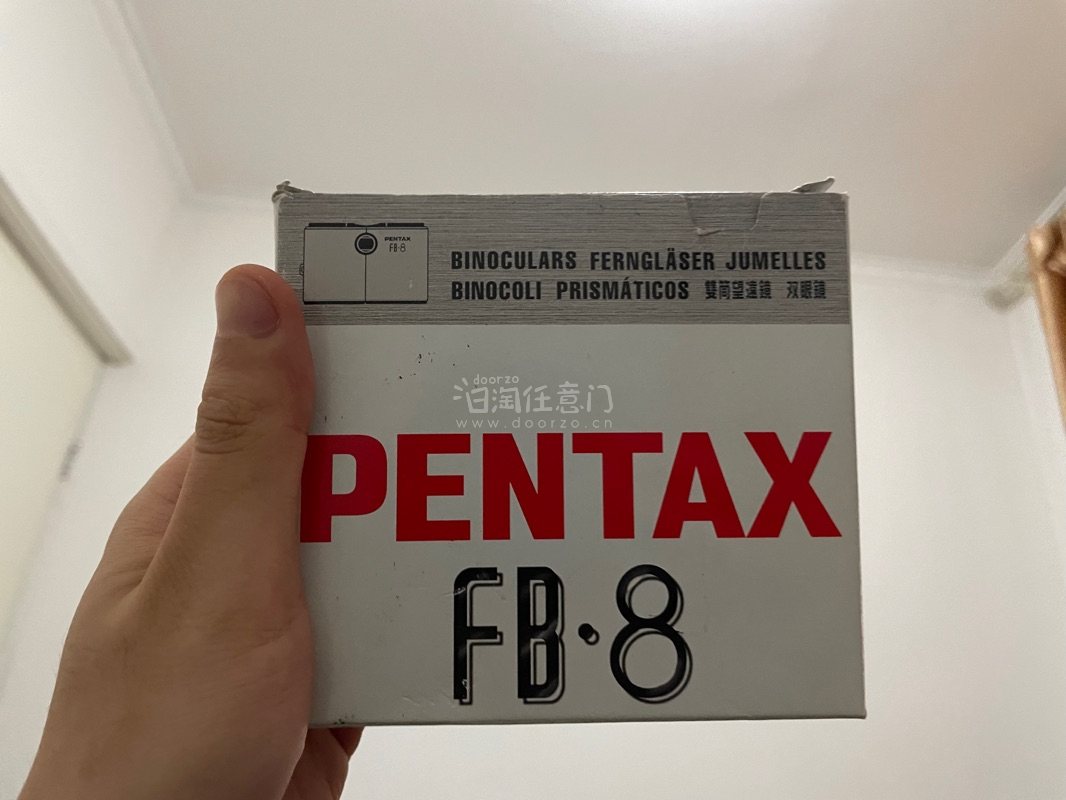 PENTAX
FB·8
BINOCULARS FERNGLÄSER JUMELLES
BINOCOLI PRISMÁTICOS 雙筒望遠鏡 双眼鏡
doorzo
日淘任意门
www.doorzo.cn
PENTAX
FB·8